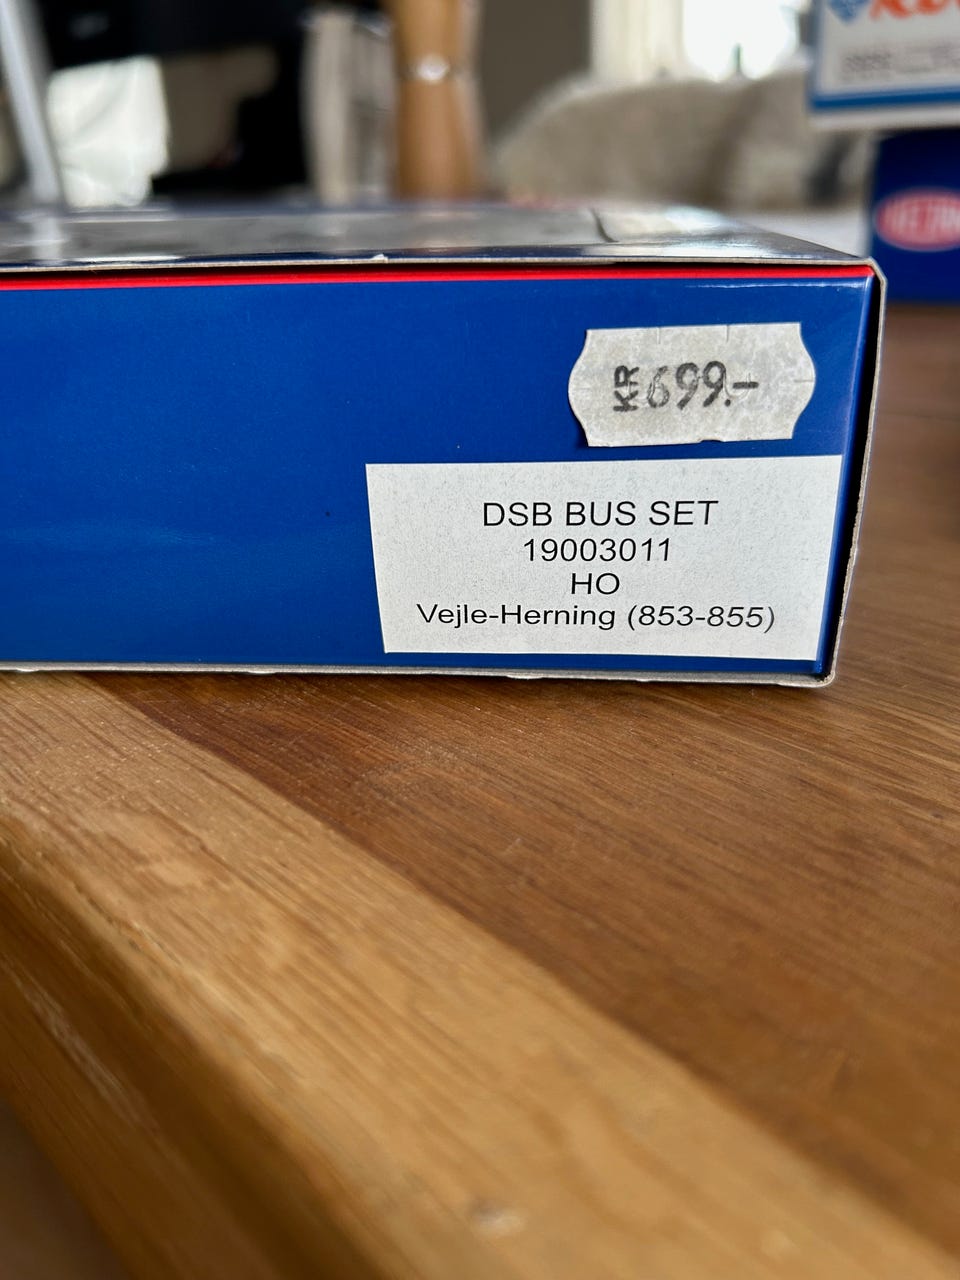 KR 699.-
DSB BUS SET
19003011
HO
Vejle-Herning (853-855)